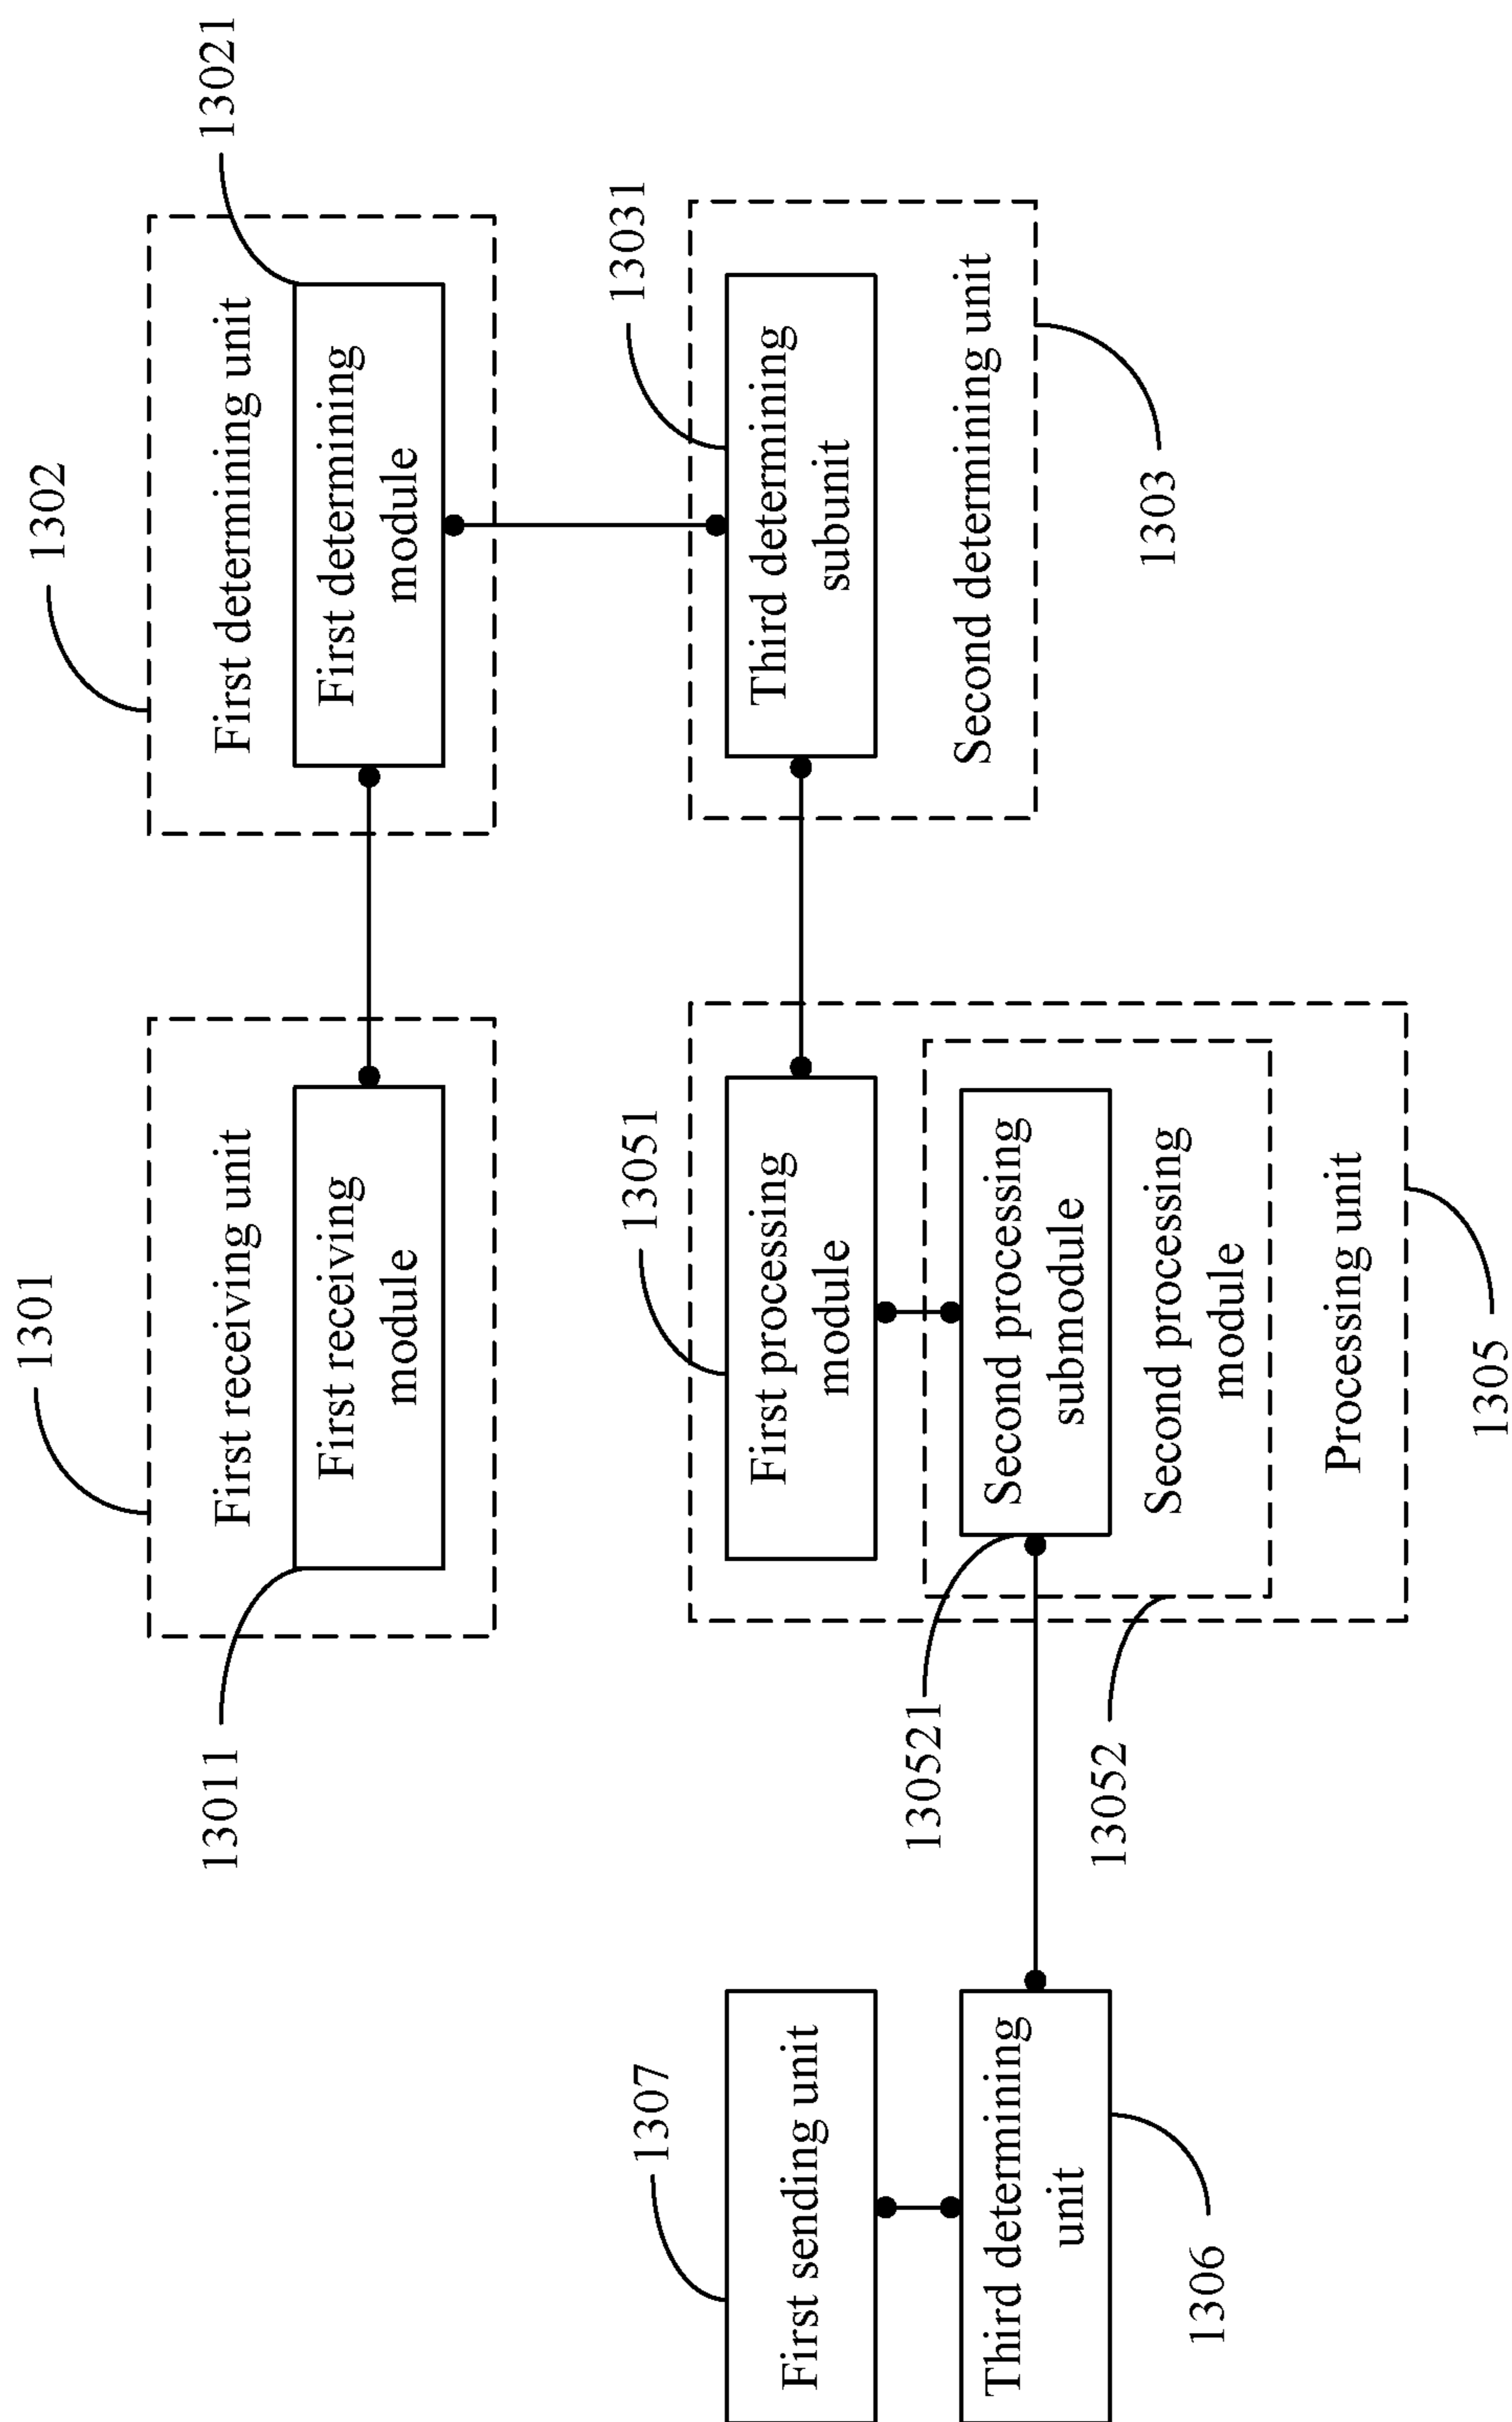 1301
First receiving unit
First receiving
module
13011
1302
First determining unit
First determining
module
13021
1307
First sending unit
Third determining
unit
1306
13051
First processing
module
Second processing
submodule
Second processing
module
Processing unit
130521
13052
1305
13031
Third determining
subunit
Second determining unit
1303